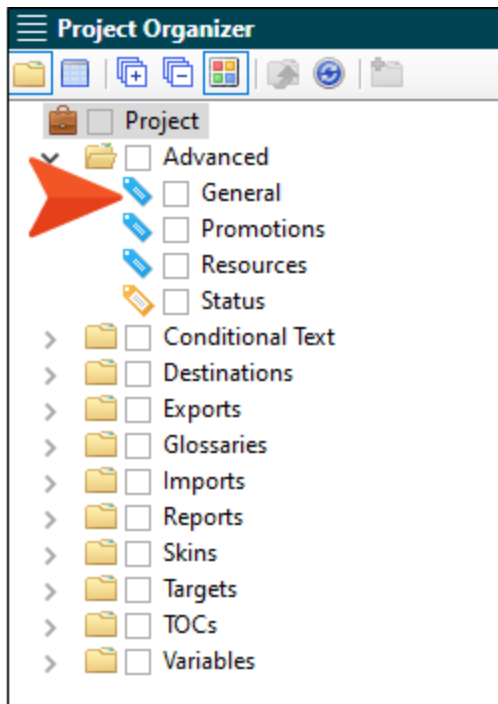 Project Organizer
Project
Advanced
General
Promotions
Resources
Status
Conditional Text
Destinations
Exports
Glossaries
Imports
Reports
Skins
Targets
TOCs
Variables